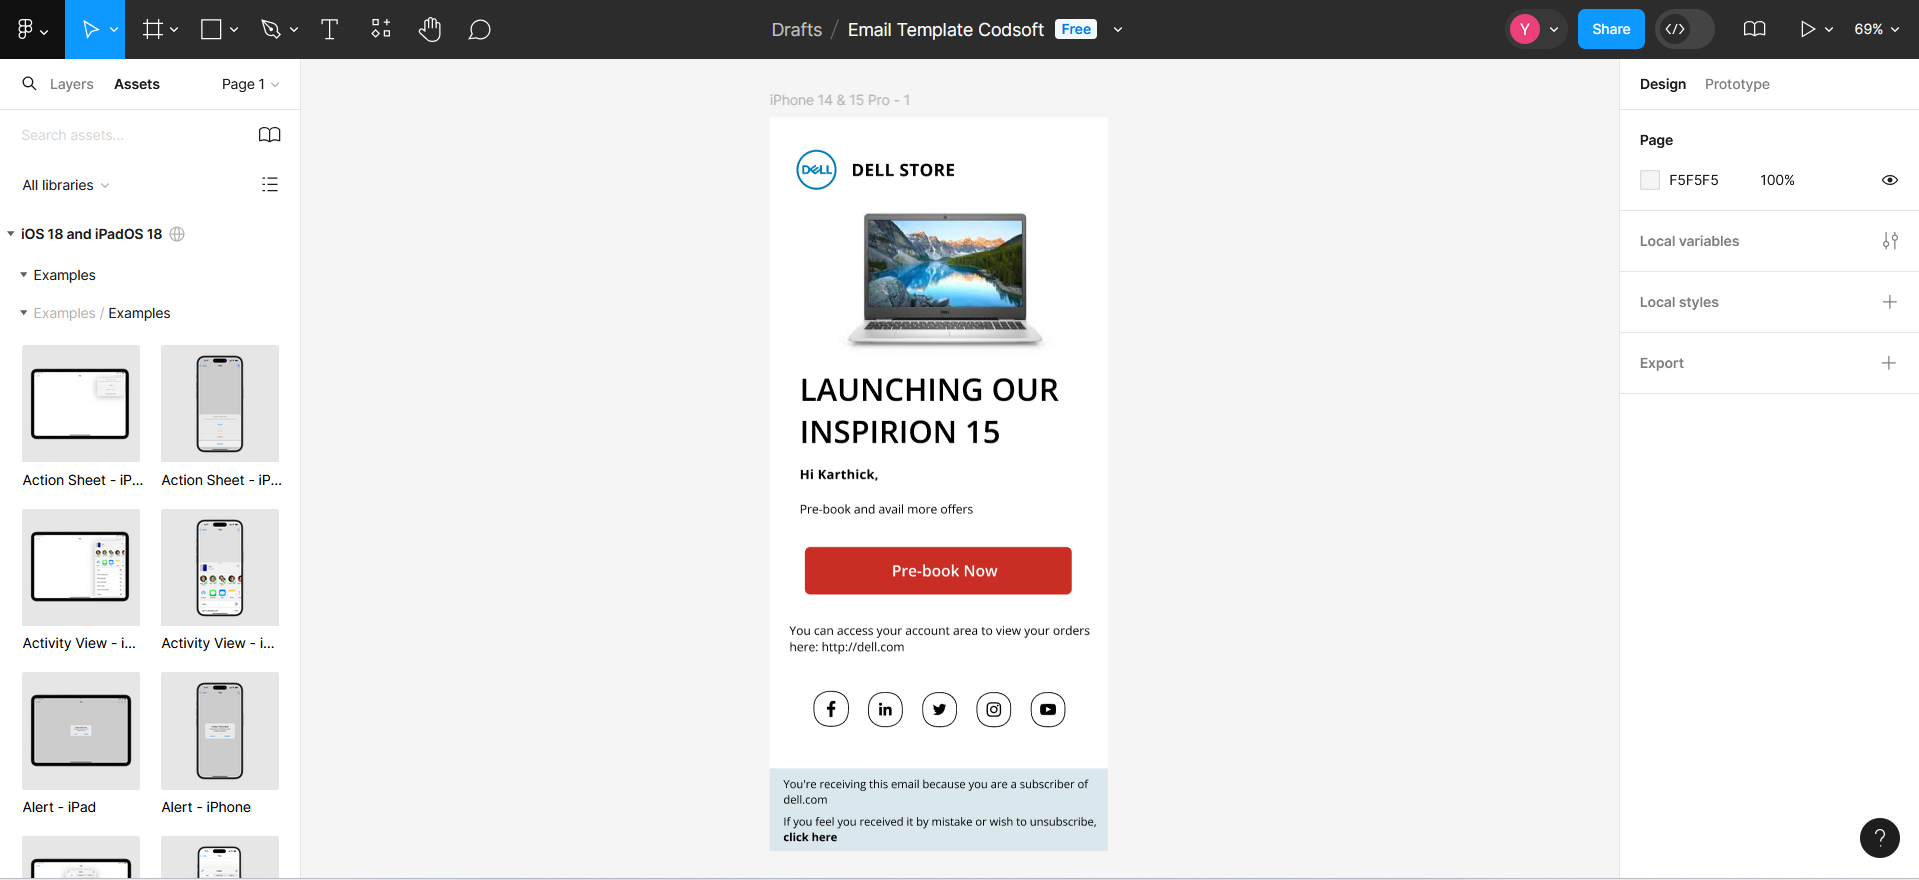 Drafts / Email Template Codsoft Free
Y
Share
69%
Layers
Assets
Page 1
Search assets...
All libraries
iOS 18 and iPadOS 18
Examples
Examples / Examples
Action Sheet - iP...
Action Sheet - iP...
Activity View - i...
Activity View - i...
Alert - iPad
Alert - iPhone
iPhone 14 & 15 Pro - 1
DELL
DELL STORE
LAUNCHING OUR
INSPIRION 15
Hi Karthick,
Pre-book and avail more offers
Pre-book Now
You can access your account area to view your orders
here: http://dell.com
You're receiving this email because you are a subscriber of
dell.com
If you feel you received it by mistake or wish to unsubscribe,
click here
Design
Prototype
Page
F5F5F5
100%
Local variables
Local styles
Export
?